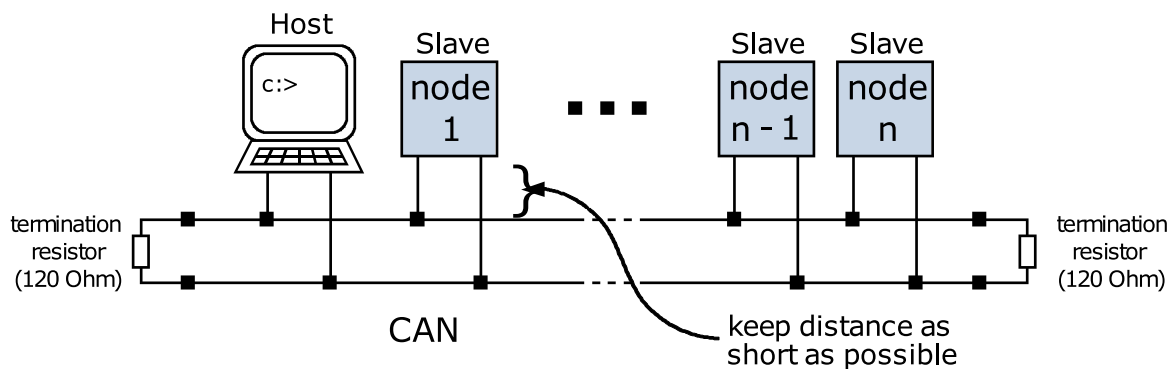 Host
c:>
Slave
node
1
Slave
node
n - 1
Slave
node
n
termination
resistor
(120 Ohm)
termination
resistor
(120 Ohm)
CAN
keep distance as
short as possible